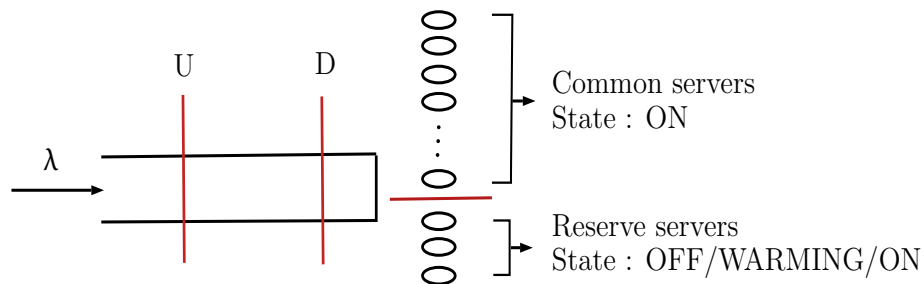 U
D
λ
Common servers
State : ON
Reserve servers
State : OFF/WARMING/ON